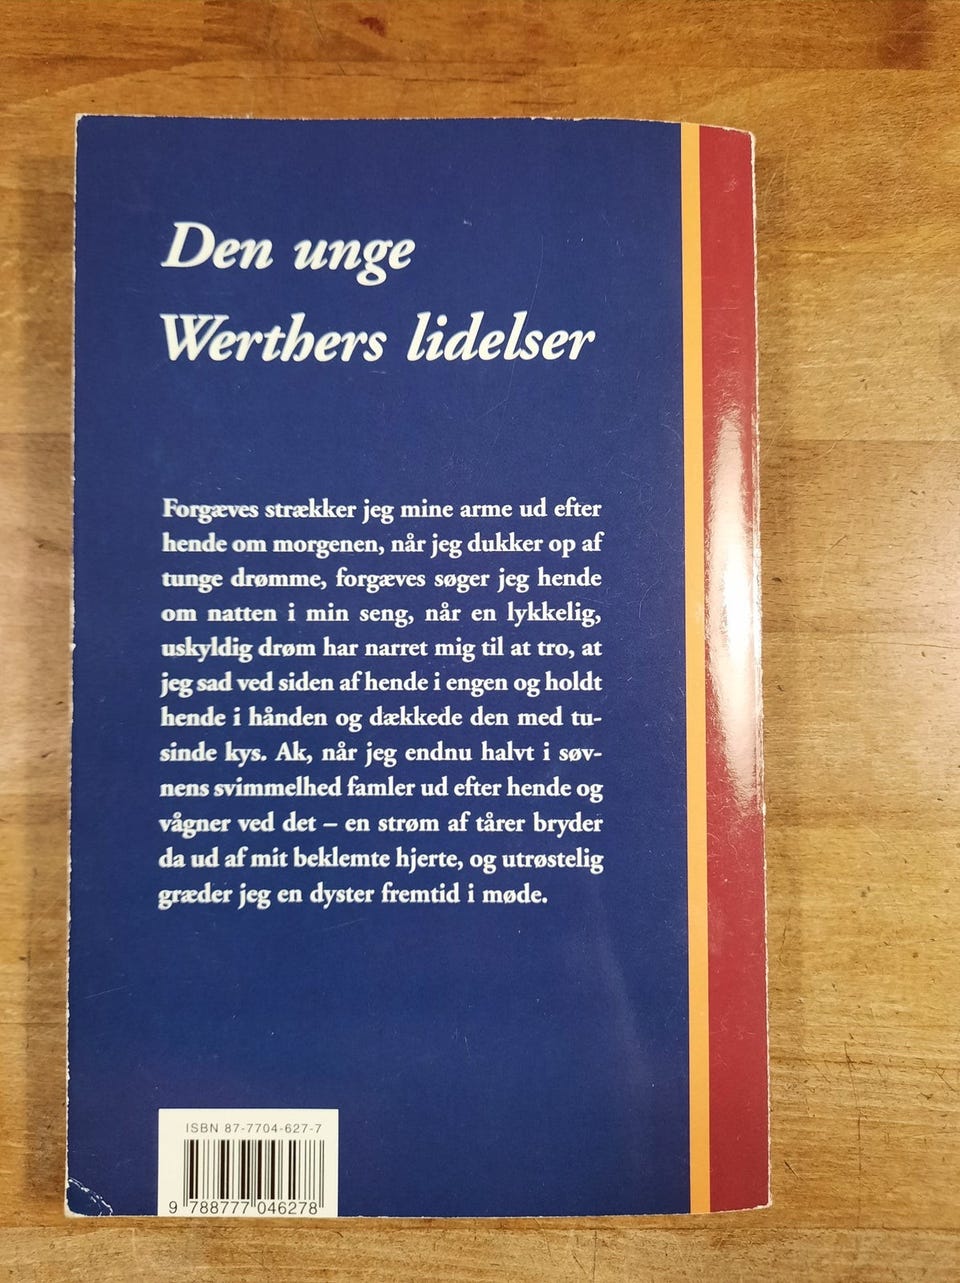 Den unge
Werthers lidelser
Forgæves strækker jeg mine arme ud efter
hende om morgenen, når jeg dukker op af
tunge drømme, forgæves søger jeg hende
om natten i min seng, når en lykkelig,
uskyldig drøm har narret mig til at tro, at
jeg sad ved siden af hende i engen og holdt
hende i hånden og dækkede den med tu-
sinde kys. Ak, når jeg endnu halvt i søv-
nens svimmelhed famler ud efter hende og
vågner ved det – en strøm af tårer bryder
da ud af mit beklemte hjerte, og utrøstelig
græder jeg en dyster fremtid i møde.
ISBN 87-7704-627-7
9 788777 046278